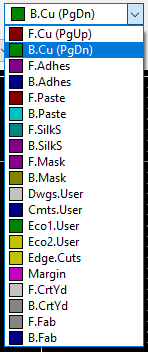 B.Cu (PgDn)
F.Cu (PgUp)
B.Cu (PgDn)
F.Adhes
B.Adhes
F.Paste
B.Paste
F.SilkS
B.SilkS
F.Mask
B.Mask
Dwgs.User
Cmts.User
Eco1.User
Eco2.User
Edge.Cuts
Margin
F.CrtYd
B.CrtYd
F.Fab
B.Fab